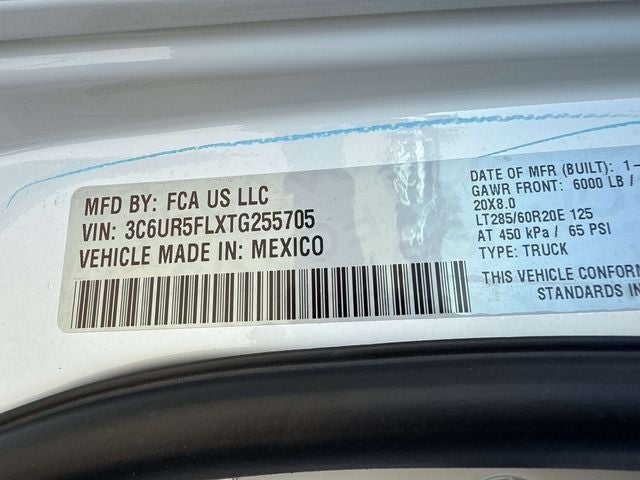 MFD BY: FCA US LLC
VIN: 3C6UR5FLXTG255705
VEHICLE MADE IN: MEXICO
DATE OF MFR (BUILT): 1-
GAWR FRONT: 6000 LB /
20X8.0
LT285/60R20E 125
AT 450 kPa / 65 PSI
TYPE: TRUCK
THIS VEHICLE CONFORM
STANDARDS IN